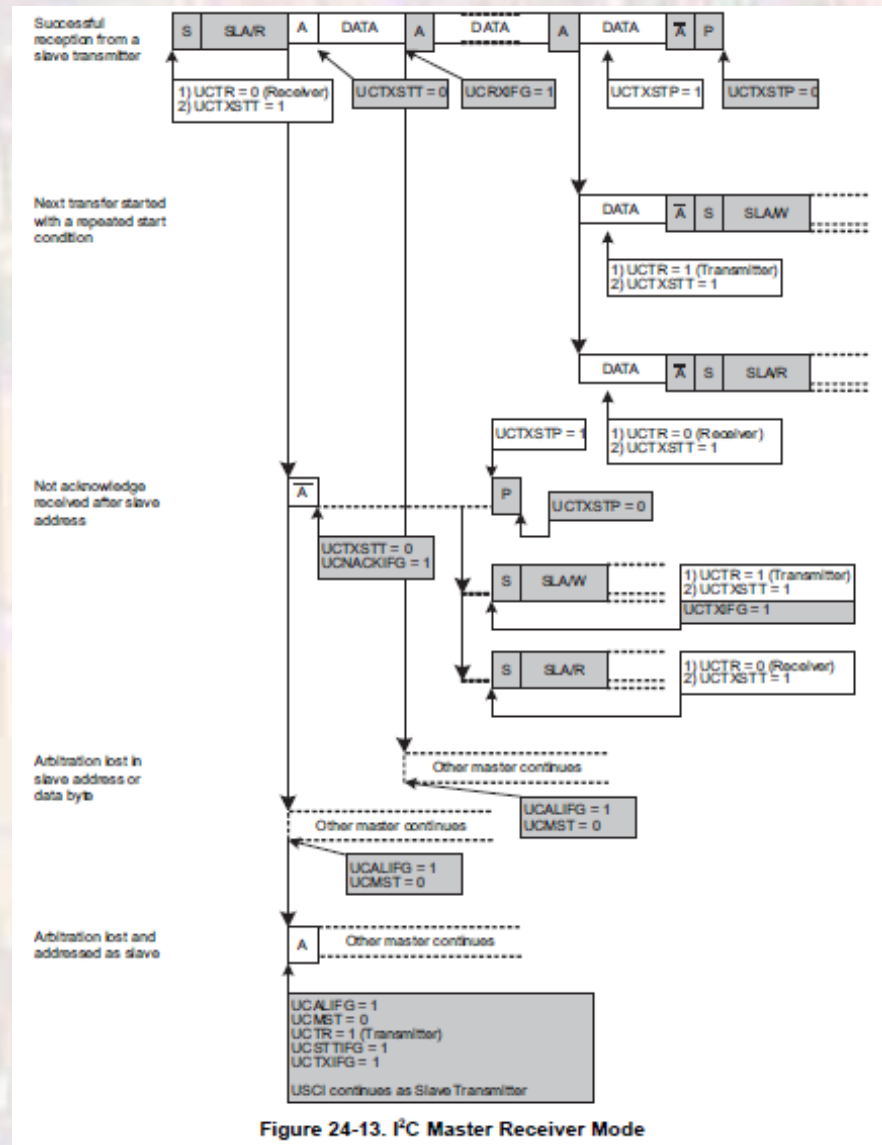 Successful
reception from a
slave transmitter
S SLA/R A DATA A DATA A DATA A P
1) UCTR = 0 (Receiver)
2) UCTXSTT = 1
UCTXSTT = 0
UCRXIFG = 1
UCTXSTP = 1
UCTXSTP = 0
Next transfer started
with a repeated start
condition
DATA A S SLA/W
1) UCTR = 1 (Transmitter)
2) UCTXSTT = 1
DATA A S SLA/R
UCTXSTP = 1
1) UCTR = 0 (Receiver)
2) UCTXSTT = 1
Not acknowledge
received after slave
address
A
P
UCTXSTP = 0
UCTXSTT = 0
UCNACKIFG = 1
S SLA/W
1) UCTR = 1 (Transmitter)
2) UCTXSTT = 1
UCTXIFG = 1
S SLA/R
1) UCTR = 0 (Receiver)
2) UCTXSTT = 1
Arbitration lost in
slave address or
data byte
Other master continues
UCALIFG = 1
UCMST = 0
Other master continues
UCALIFG = 1
UCMST = 0
Arbitration lost and
addressed as slave
A Other master continues
UCALIFG = 1
UCMST = 0
UCTR = 1 (Transmitter)
UCSTTIFG = 1
UCTXIFG = 1
USCI continues as Slave Transmitter
Figure 24-13. I²C Master Receiver Mode